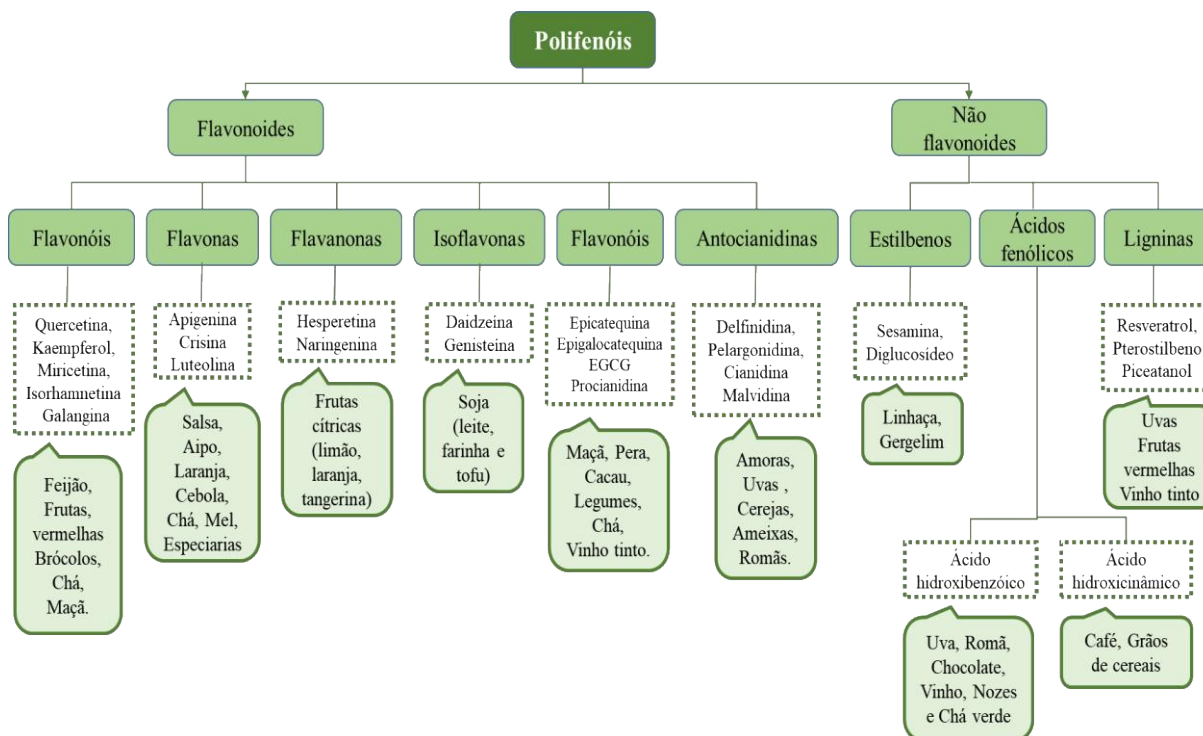 Polifenóis
Flavonoides
Não
flavonoides
Flavonóis
Flavonas
Flavanonas
Isoflavonas
Flavonóis
Antocianidinas
Estilbenos
Ácidos
fenólicos
Ligninas
Quercetina,
Kaempferol,
Miricetina,
Isorhamnetina
Galangina
Apigenina
Crisina
Luteolina
Hesperetina
Naringenina
Daidzeina
Genisteina
Epicatequina
Epigalocatequina
EGCG
Procianidina
Delfinidina,
Pelargonidina,
Cianidina
Malvidina
Sesamina,
Diglucosídeo
Resveratrol,
Pterostilbeno
Piceatanol
Feijão,
Frutas,
vermelhas
Brócolos,
Chá,
Maçã.
Salsa,
Aipo,
Laranja,
Cebola,
Chá, Mel,
Especiarias
Frutas
cítricas
(limão,
laranja,
tangerina)
Soja
(leite,
farinha e
tofu)
Maçã, Pera,
Cacau,
Legumes,
Chá,
Vinho tinto.
Amoras,
Uvas ,
Cerejas,
Ameixas,
Romãs.
Linhaça,
Gergelim
Uvas
Frutas
vermelhas
Vinho tinto
Ácido
hidroxibenzóico
Ácido
hidroxicinâmico
Uva, Romã,
Chocolate,
Vinho, Nozes
e Chá verde
Café, Grãos
de cereais